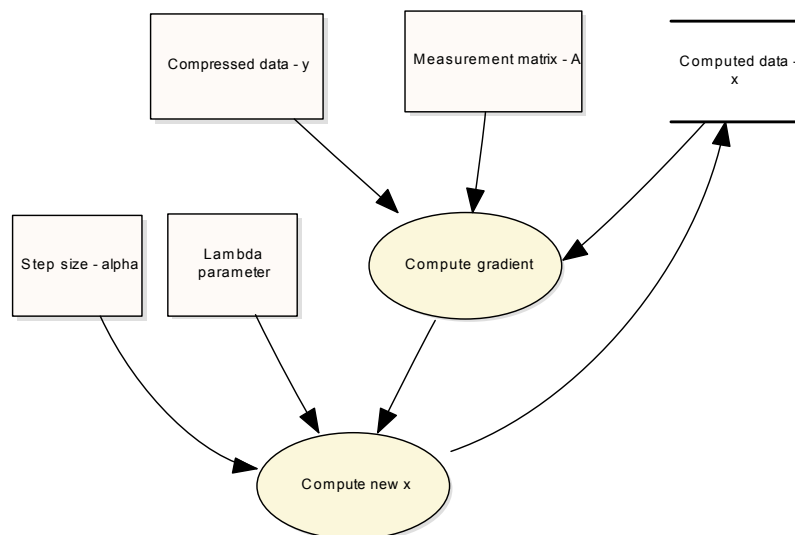 Compressed data - y
Measurement matrix - A
Computed data -
x
Step size - alpha
Lambda
parameter
Compute gradient
Compute new x